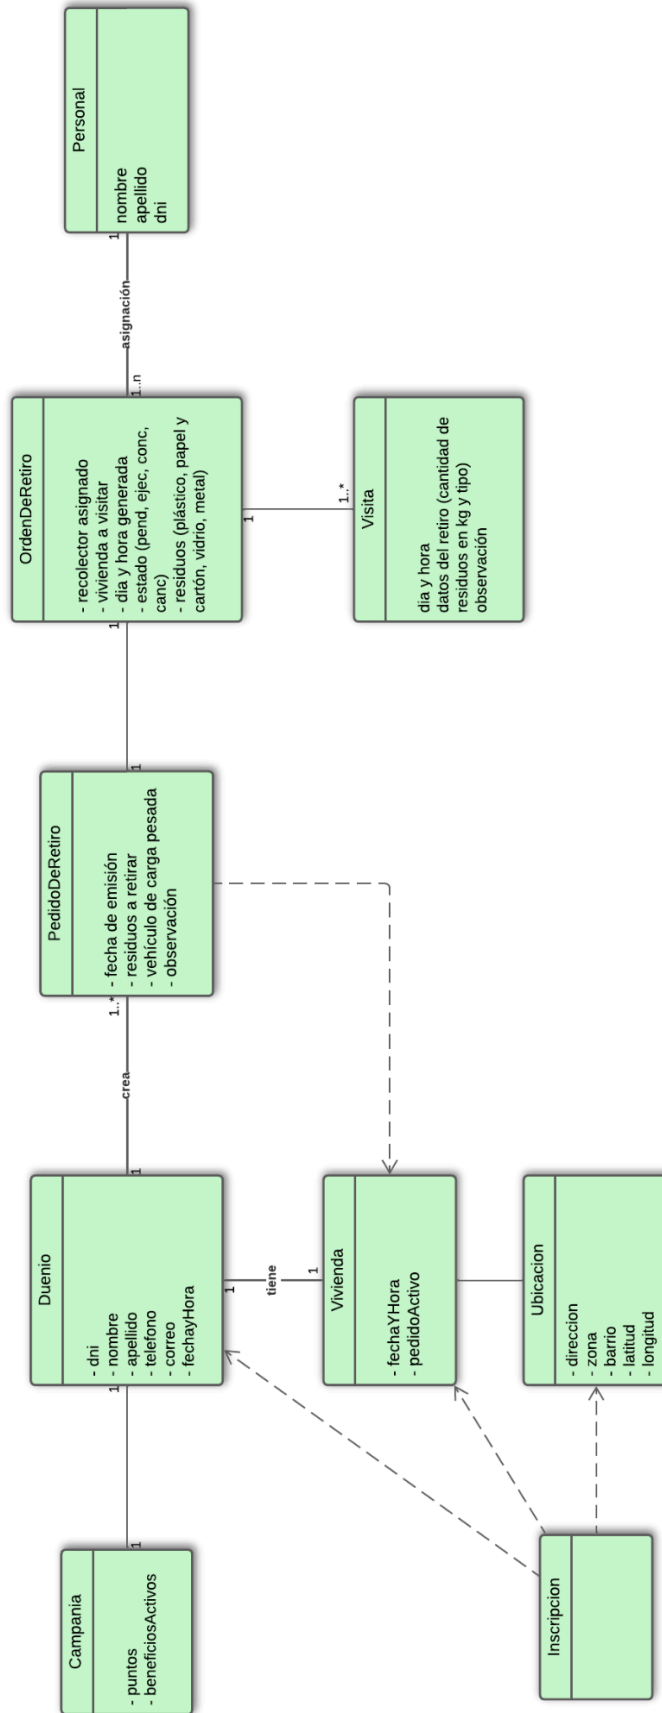 Campania
- puntos
- beneficiosActivos
1
1
Duenio
- dni
- nombre
- apellido
- telefono
- correo
- fechayHora
1
crea
1..*
PedidoDeRetiro
- fecha de emisión
- residuos a retirar
- vehículo de carga pesada
- observación
1
1
OrdenDeRetiro
- recolector asignado
- vivienda a visitar
- dia y hora generada
- estado (pend, ejec, conc,
canc)
- residuos (plástico, papel y
cartón, vidrio, metal)
1..n
asignación
1
Personal
nombre
apellido
dni
1
tiene
1
Vivienda
- fechaYHora
- pedidoActivo
1
1..*
Visita
dia y hora
datos del retiro (cantidad de
residuos en kg y tipo)
observación
Inscripcion
Ubicacion
- direccion
- zona
- barrio
- latitud
- longitud